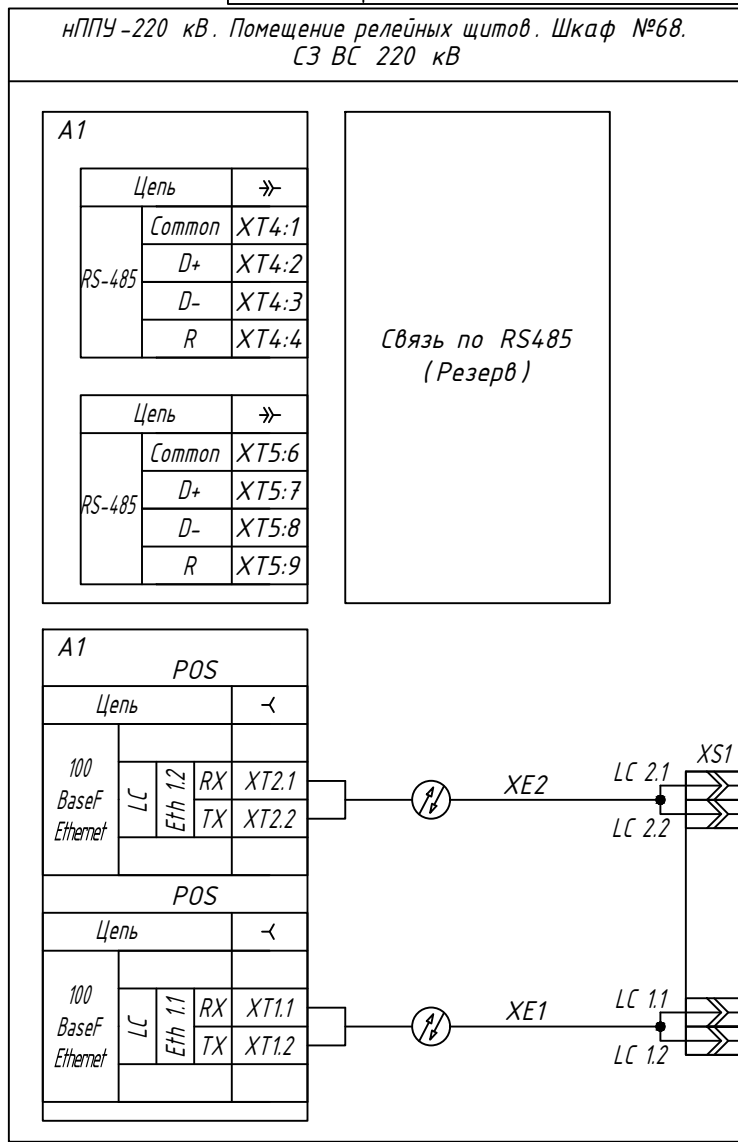 нППУ-220 кВ. Помещение релейных щитов. Шкаф №68.
СЗ ВС 220 кВ
А1
Цепь
RS-485
Common XT4:1
D+ XT4:2
D- XT4:3
R XT4:4
Цепь
RS-485
Common XT5:6
D+ XT5:7
D- XT5:8
R XT5:9
Связь по RS485
(Резерв)
А1
POS
Цепь
100
BaseF
Ethernet
LC
Eth 1.2
RX XT2.1
TX XT2.2
XE2
LC 2.1
LC 2.2
XS1
POS
Цепь
100
BaseF
Ethernet
LC
Eth 1.1
RX XT1.1
TX XT1.2
XE1
LC 1.1
LC 1.2